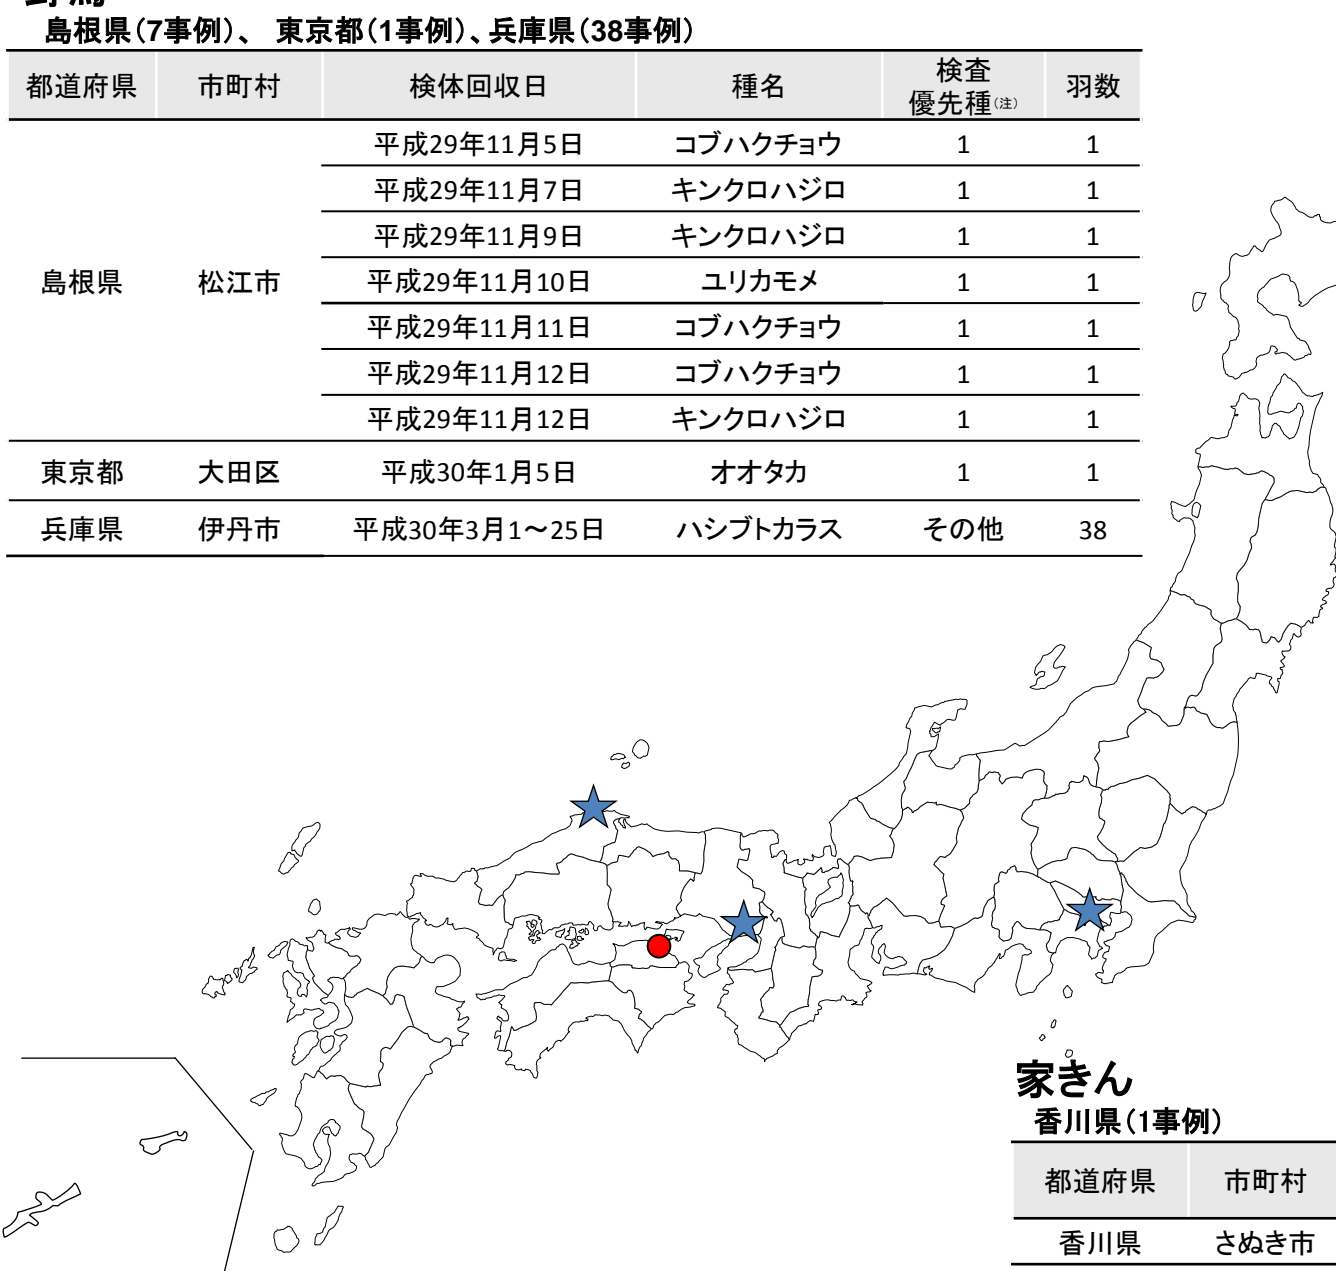 島根県（7事例）、 東京都（1事例）、兵庫県（38事例）
都道府県 市町村 検体回収日 種名 検査優先種（注） 羽数
島根県 松江市 平成29年11月5日 コブハクチョウ 1 1
平成29年11月7日 キンクロハジロ 1 1
平成29年11月9日 キンクロハジロ 1 1
平成29年11月10日 ユリカモメ 1 1
平成29年11月11日 コブハクチョウ 1 1
平成29年11月12日 コブハクチョウ 1 1
平成29年11月12日 キンクロハジロ 1 1
東京都 大田区 平成30年1月5日 オオタカ 1 1
兵庫県 伊丹市 平成30年3月1～25日 ハシブトカラス その他 38
家きん
香川県（1事例）
都道府県 市町村
香川県 さぬき市